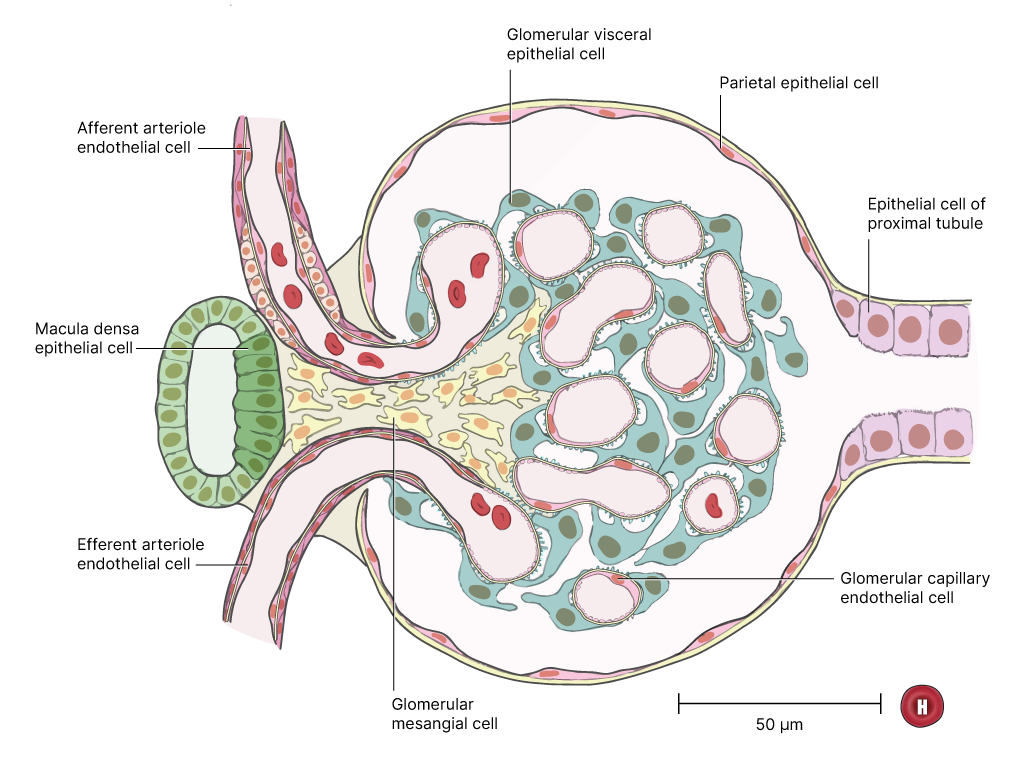 Glomerular visceral
epithelial cell
Parietal epithelial cell
Afferent arteriole
endothelial cell
Epithelial cell of
proximal tubule
Macula densa
epithelial cell
Efferent arteriole
endothelial cell
Glomerular capillary
endothelial cell
Glomerular
mesangial cell
50 µm
H